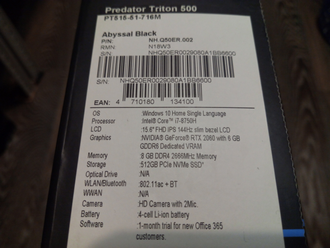 Predator Triton 500
PT515-51-716M
Abyssal Black
P/N: NH.Q50ER.002
RMN: N18W3
S/N: NHQ50ER0029080A1BB6600
S/N: NHQ50ER0029080A1BB6600
EAN: 4 710180 134100
OS :Windows 10 Home Single Language
Processor :Intel® Core™ i7-8750H
LCD :15.6" FHD IPS 144Hz slim bezel LCD
Graphics :NVIDIA® GeForce® RTX 2060 with 6 GB
GDDR6 Dedicated VRAM
Memory :8 GB DDR4 2666MHz Memory
Storage :512GB PCIe NVMe SSD
Optical Drive :N/A
WLAN/Bluetooth :802.11ac + BT
WWAN :N/A
Camera :HD Camera with 2Mic.
Battery :4-cell Li-ion battery
Software :1-month trial for new Office 365
customers.